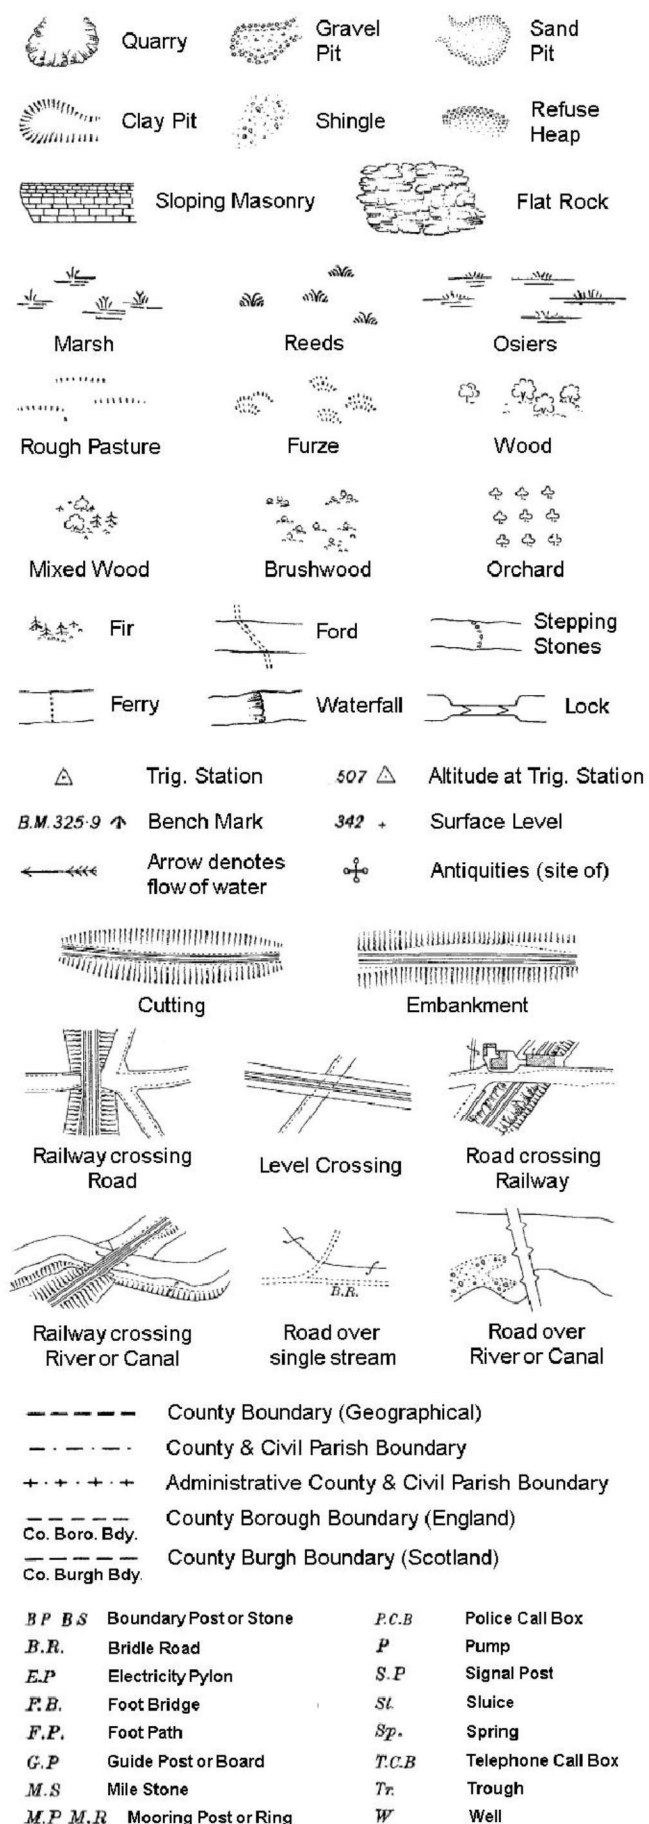 Quarry
Gravel
Pit
Sand
Pit
Clay Pit
Shingle
Refuse
Heap
Sloping Masonry
Flat Rock
Marsh
Reeds
Osiers
Rough Pasture
Furze
Wood
Mixed Wood
Brushwood
Orchard
Fir
Ford
Stepping
Stones
Ferry
Waterfall
Lock
Trig. Station
507
Altitude at Trig. Station
B.M. 325·9
Bench Mark
342
Surface Level
Arrow denotes
flow of water
Antiquities (site of)
Cutting
Embankment
Railway crossing
Road
Level Crossing
Road crossing
Railway
B.R.
Railway crossing
River or Canal
Road over
single stream
Road over
River or Canal
County Boundary (Geographical)
County & Civil Parish Boundary
Administrative County & Civil Parish Boundary
County Borough Boundary (England)
Co. Boro. Bdy.
County Burgh Boundary (Scotland)
Co. Burgh Bdy.
B P B S Boundary Post or Stone
B.R. Bridle Road
E.P Electricity Pylon
F.B. Foot Bridge
F.P. Foot Path
G.P Guide Post or Board
M.S Mile Stone
M.P M.R Mooring Post or Ring
P.C.B Police Call Box
P Pump
S.P Signal Post
Sl. Sluice
Sp. Spring
T.C.B Telephone Call Box
Tr. Trough
W Well